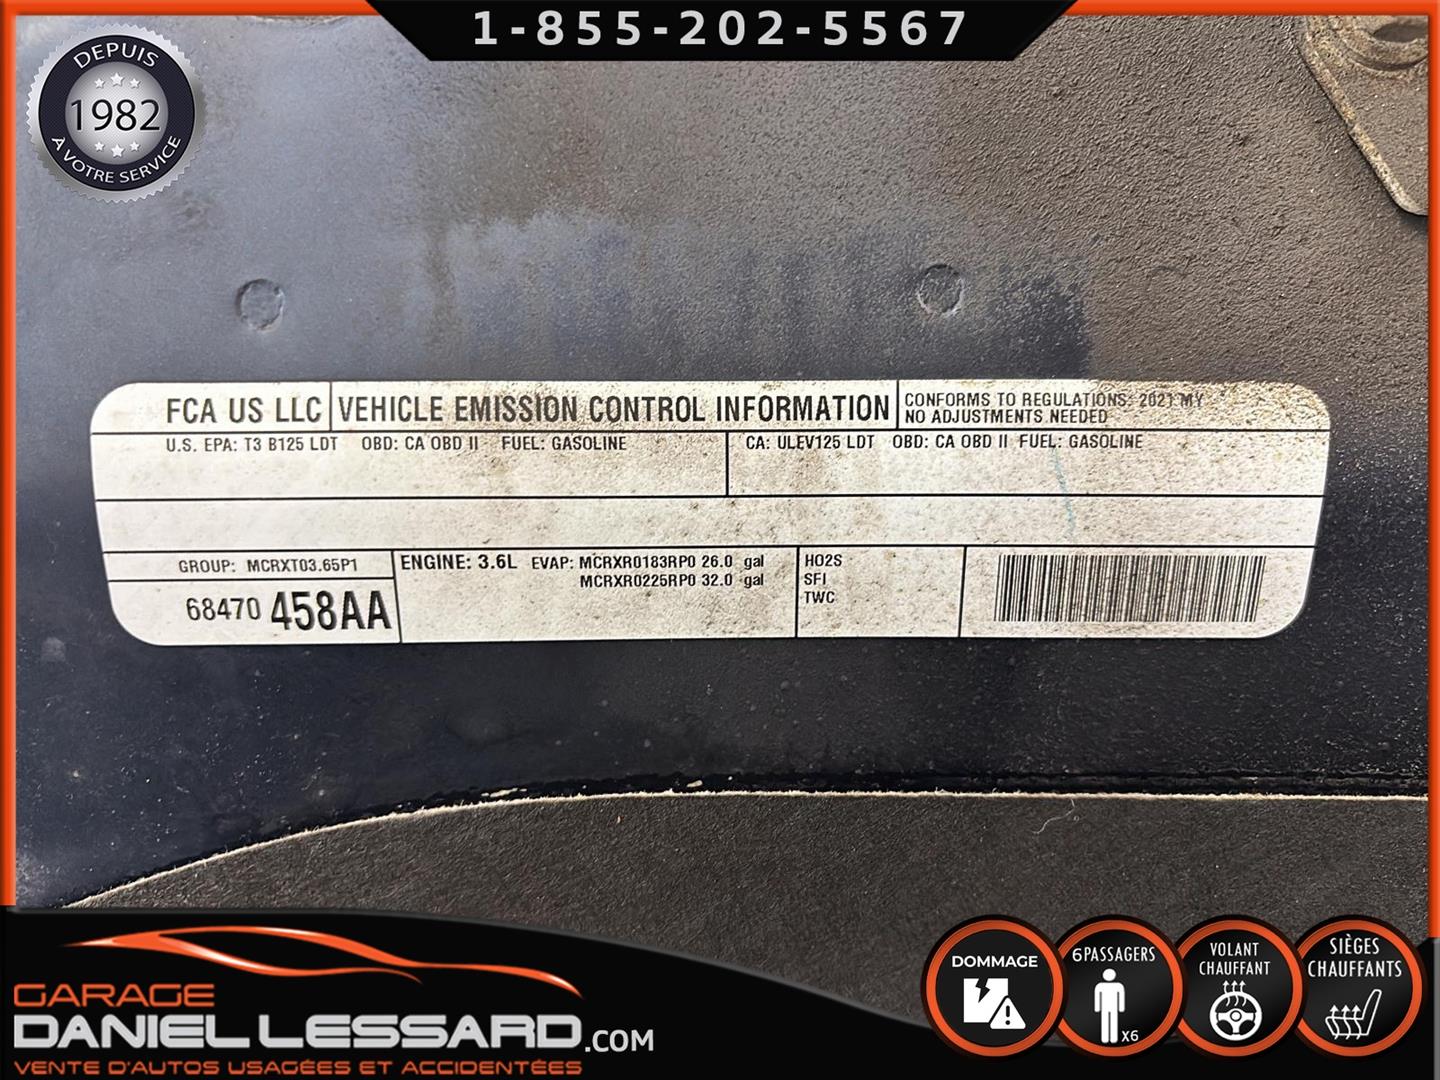 1-855-202-5567
DEPUIS
1982
À VOTRE SERVICE
FCA US LLC
VEHICLE EMISSION CONTROL INFORMATION
CONFORMS TO REGULATIONS: 2021 MY
NO ADJUSTMENTS NEEDED
U.S. EPA: T3 B125 LDT OBD: CA OBD II FUEL: GASOLINE
CA: ULEV125 LDT OBD: CA OBD II FUEL: GASOLINE
GROUP: MCRXT03.65P1
68470 458AA
ENGINE: 3.6L EVAP: MCRXR0183RP0 26.0 gal
MCRXR0225RP0 32.0 gal
HO2S
SFI
TWC
GARAGE
DANIEL LESSARD.COM
VENTE D'AUTOS USAGÉES ET ACCIDENTÉES
DOMMAGE
6 PASSAGERS
X6
VOLANT
CHAUFFANT
SIÈGES
CHAUFFANTS